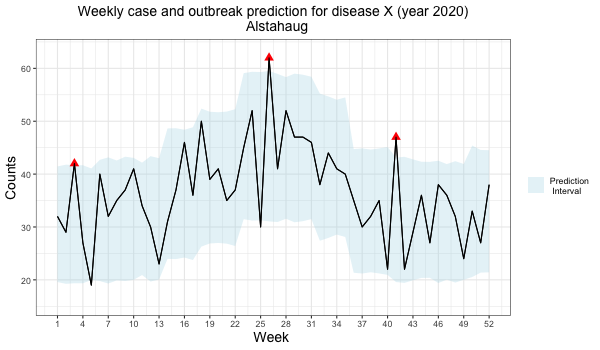 Weekly case and outbreak prediction for disease X (year 2020)
Alstahaug
60
50
40
30
20
Counts
1 4 7 10 13 16 19 22 25 28 31 34 37 40 43 46 49 52
Week
Prediction
Interval